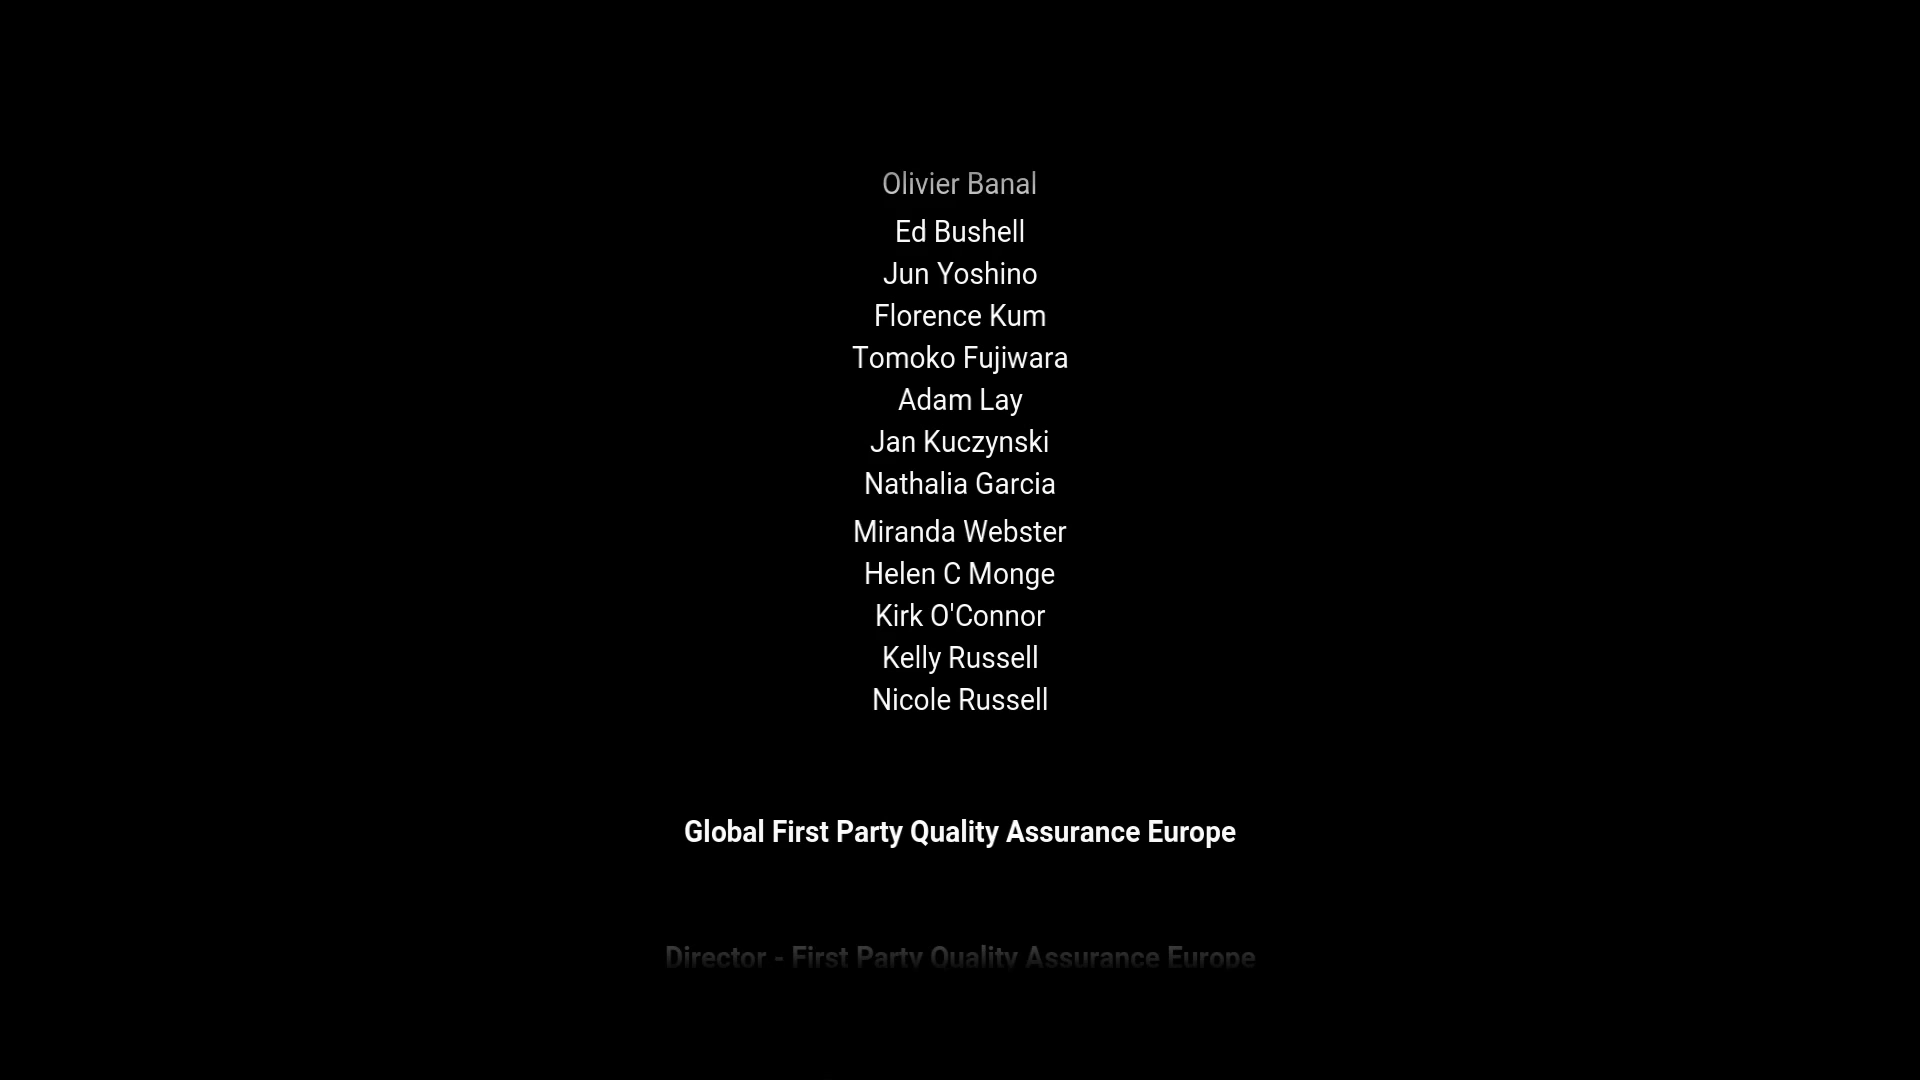 Olivier Banal
Ed Bushell
Jun Yoshino
Florence Kum
Tomoko Fujiwara
Adam Lay
Jan Kuczynski
Nathalia Garcia
Miranda Webster
Helen C Monge
Kirk O'Connor
Kelly Russell
Nicole Russell
Global First Party Quality Assurance Europe
Director - First Party Quality Assurance Europe